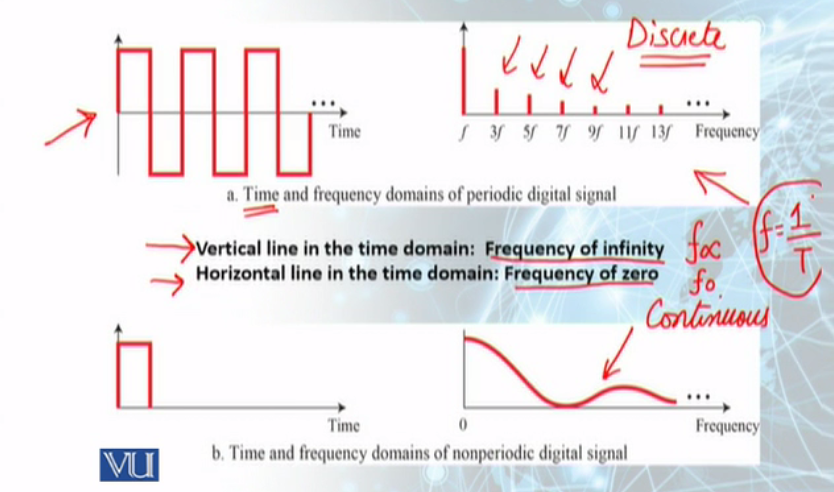 Discrete
...
Time
...
f 3f 5f 7f 9f 11f 13f Frequency
a. Time and frequency domains of periodic digital signal
f=1/T
Vertical line in the time domain: Frequency of infinity f∝
Horizontal line in the time domain: Frequency of zero fo
Continuous
...
Time
0
Frequency
b. Time and frequency domains of nonperiodic digital signal
VU